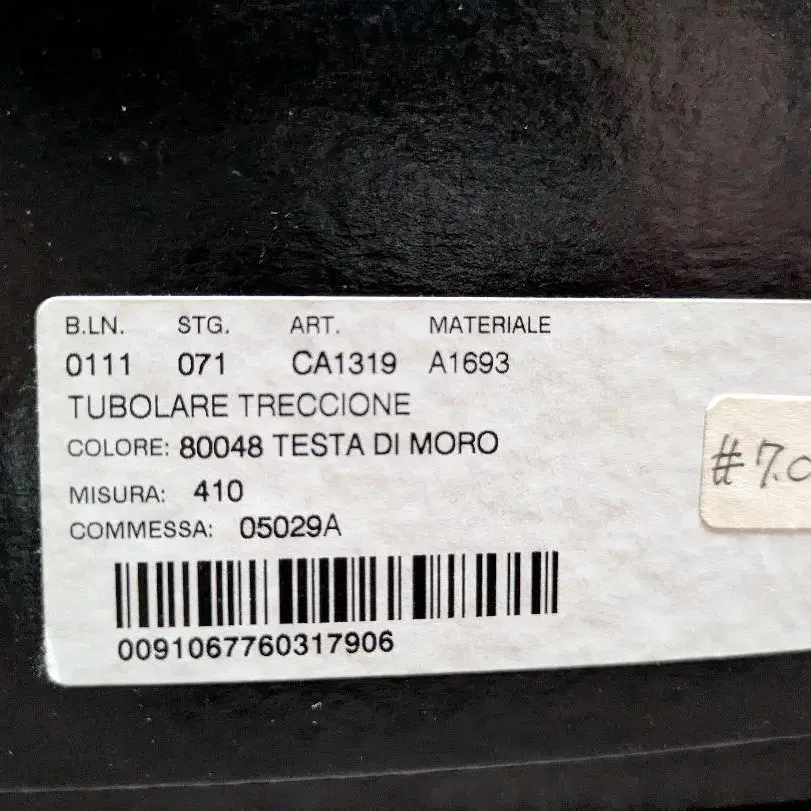 B.LN. STG. ART. MATERIALE
0111 071 CA1319 A1693
TUBOLARE TRECCIONE
COLORE: 80048 TESTA DI MORO
MISURA: 410
COMMESSA: 05029A
0091067760317906
#7.0